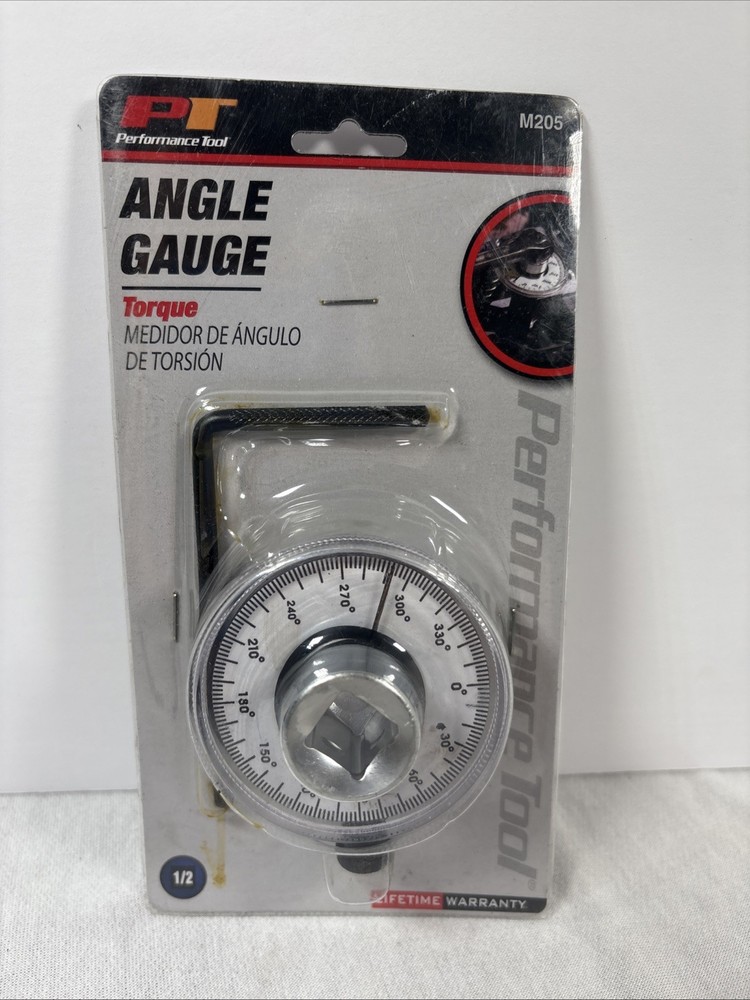 PT
Performance Tool
M205
ANGLE
GAUGE
Torque
MEDIDOR DE ÁNGULO
DE TORSIÓN
Performance Tool
0°
30°
60°
150°
180°
210°
240°
270°
300°
330°
1/2
LIFETIME WARRANTY